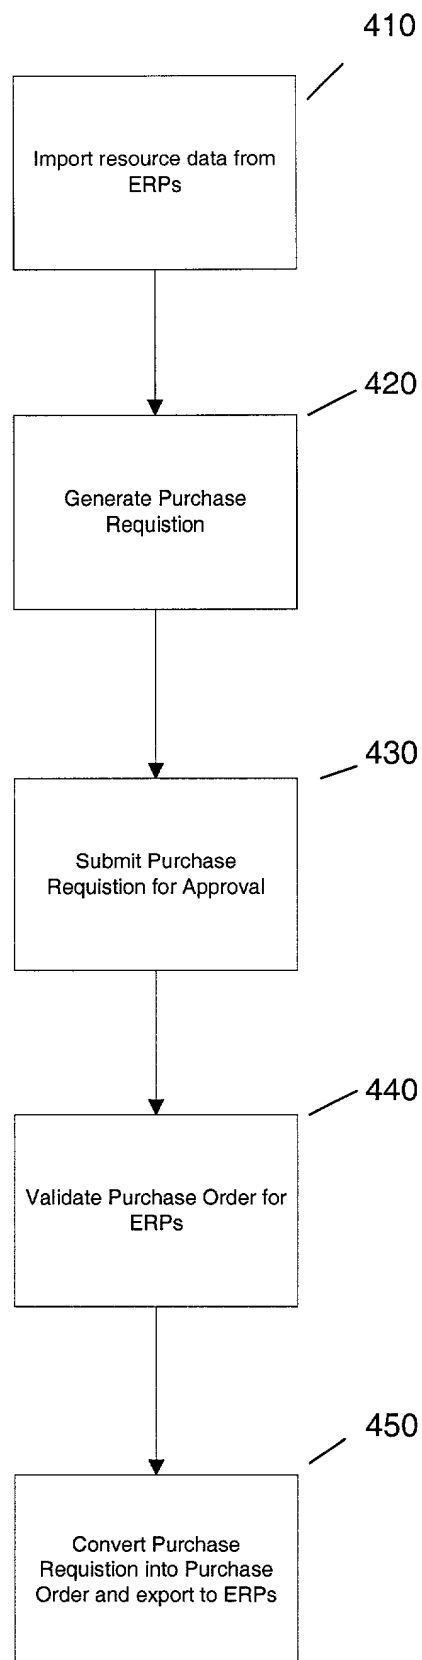 410
Import resource data from
ERPs
420
Generate Purchase
Requistion
430
Submit Purchase
Requistion for Approval
440
Validate Purchase Order for
ERPs
450
Convert Purchase
Requistion into Purchase
Order and export to ERPs